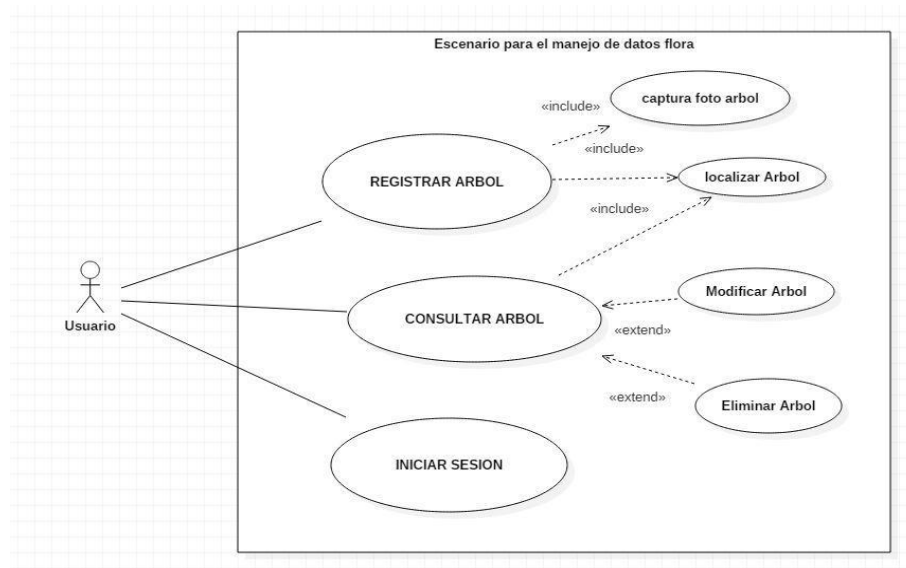 Escenario para el manejo de datos flora
captura foto arbol
«include»
«include»
REGISTRAR ARBOL
localizar Arbol
«include»
Usuario
CONSULTAR ARBOL
Modificar Arbol
«extend»
Eliminar Arbol
«extend»
INICIAR SESION